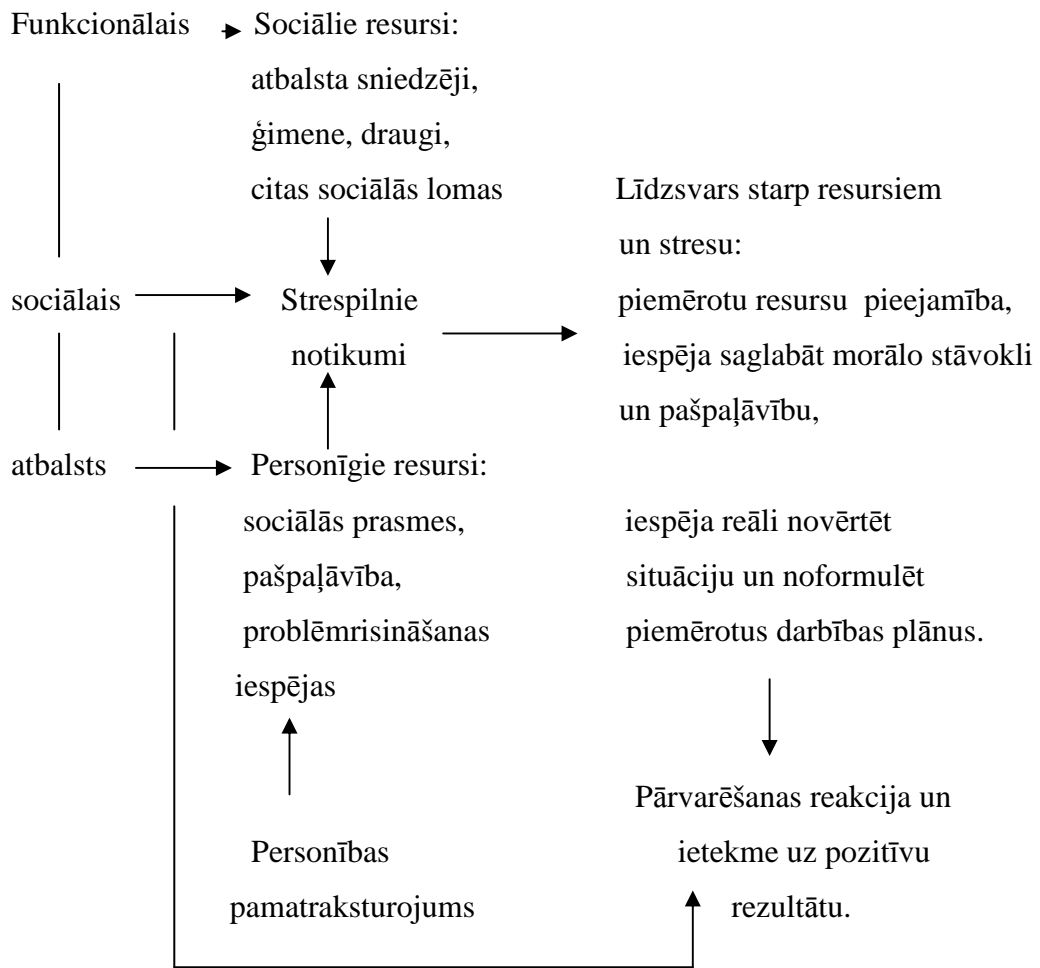 Funkcionālais
Sociālie resursi:
atbalsta sniedzēji,
ģimene, draugi,
citas sociālās lomas
sociālais
Strespilnie
notikumi
Līdzsvars starp resursiem
un stresu:
piemērotu resursu pieejamība,
iespēja saglabāt morālo stāvokli
un pašpaļāvību,
atbalsts
Personīgie resursi:
sociālās prasmes,
pašpaļāvība,
problēmrisināšanas
iespējas
iespēja reāli novērtēt
situāciju un noformulēt
piemērotus darbības plānus.
Personības
pamatraksturojums
Pārvarēšanas reakcija un
ietekme uz pozitīvu
rezultātu.